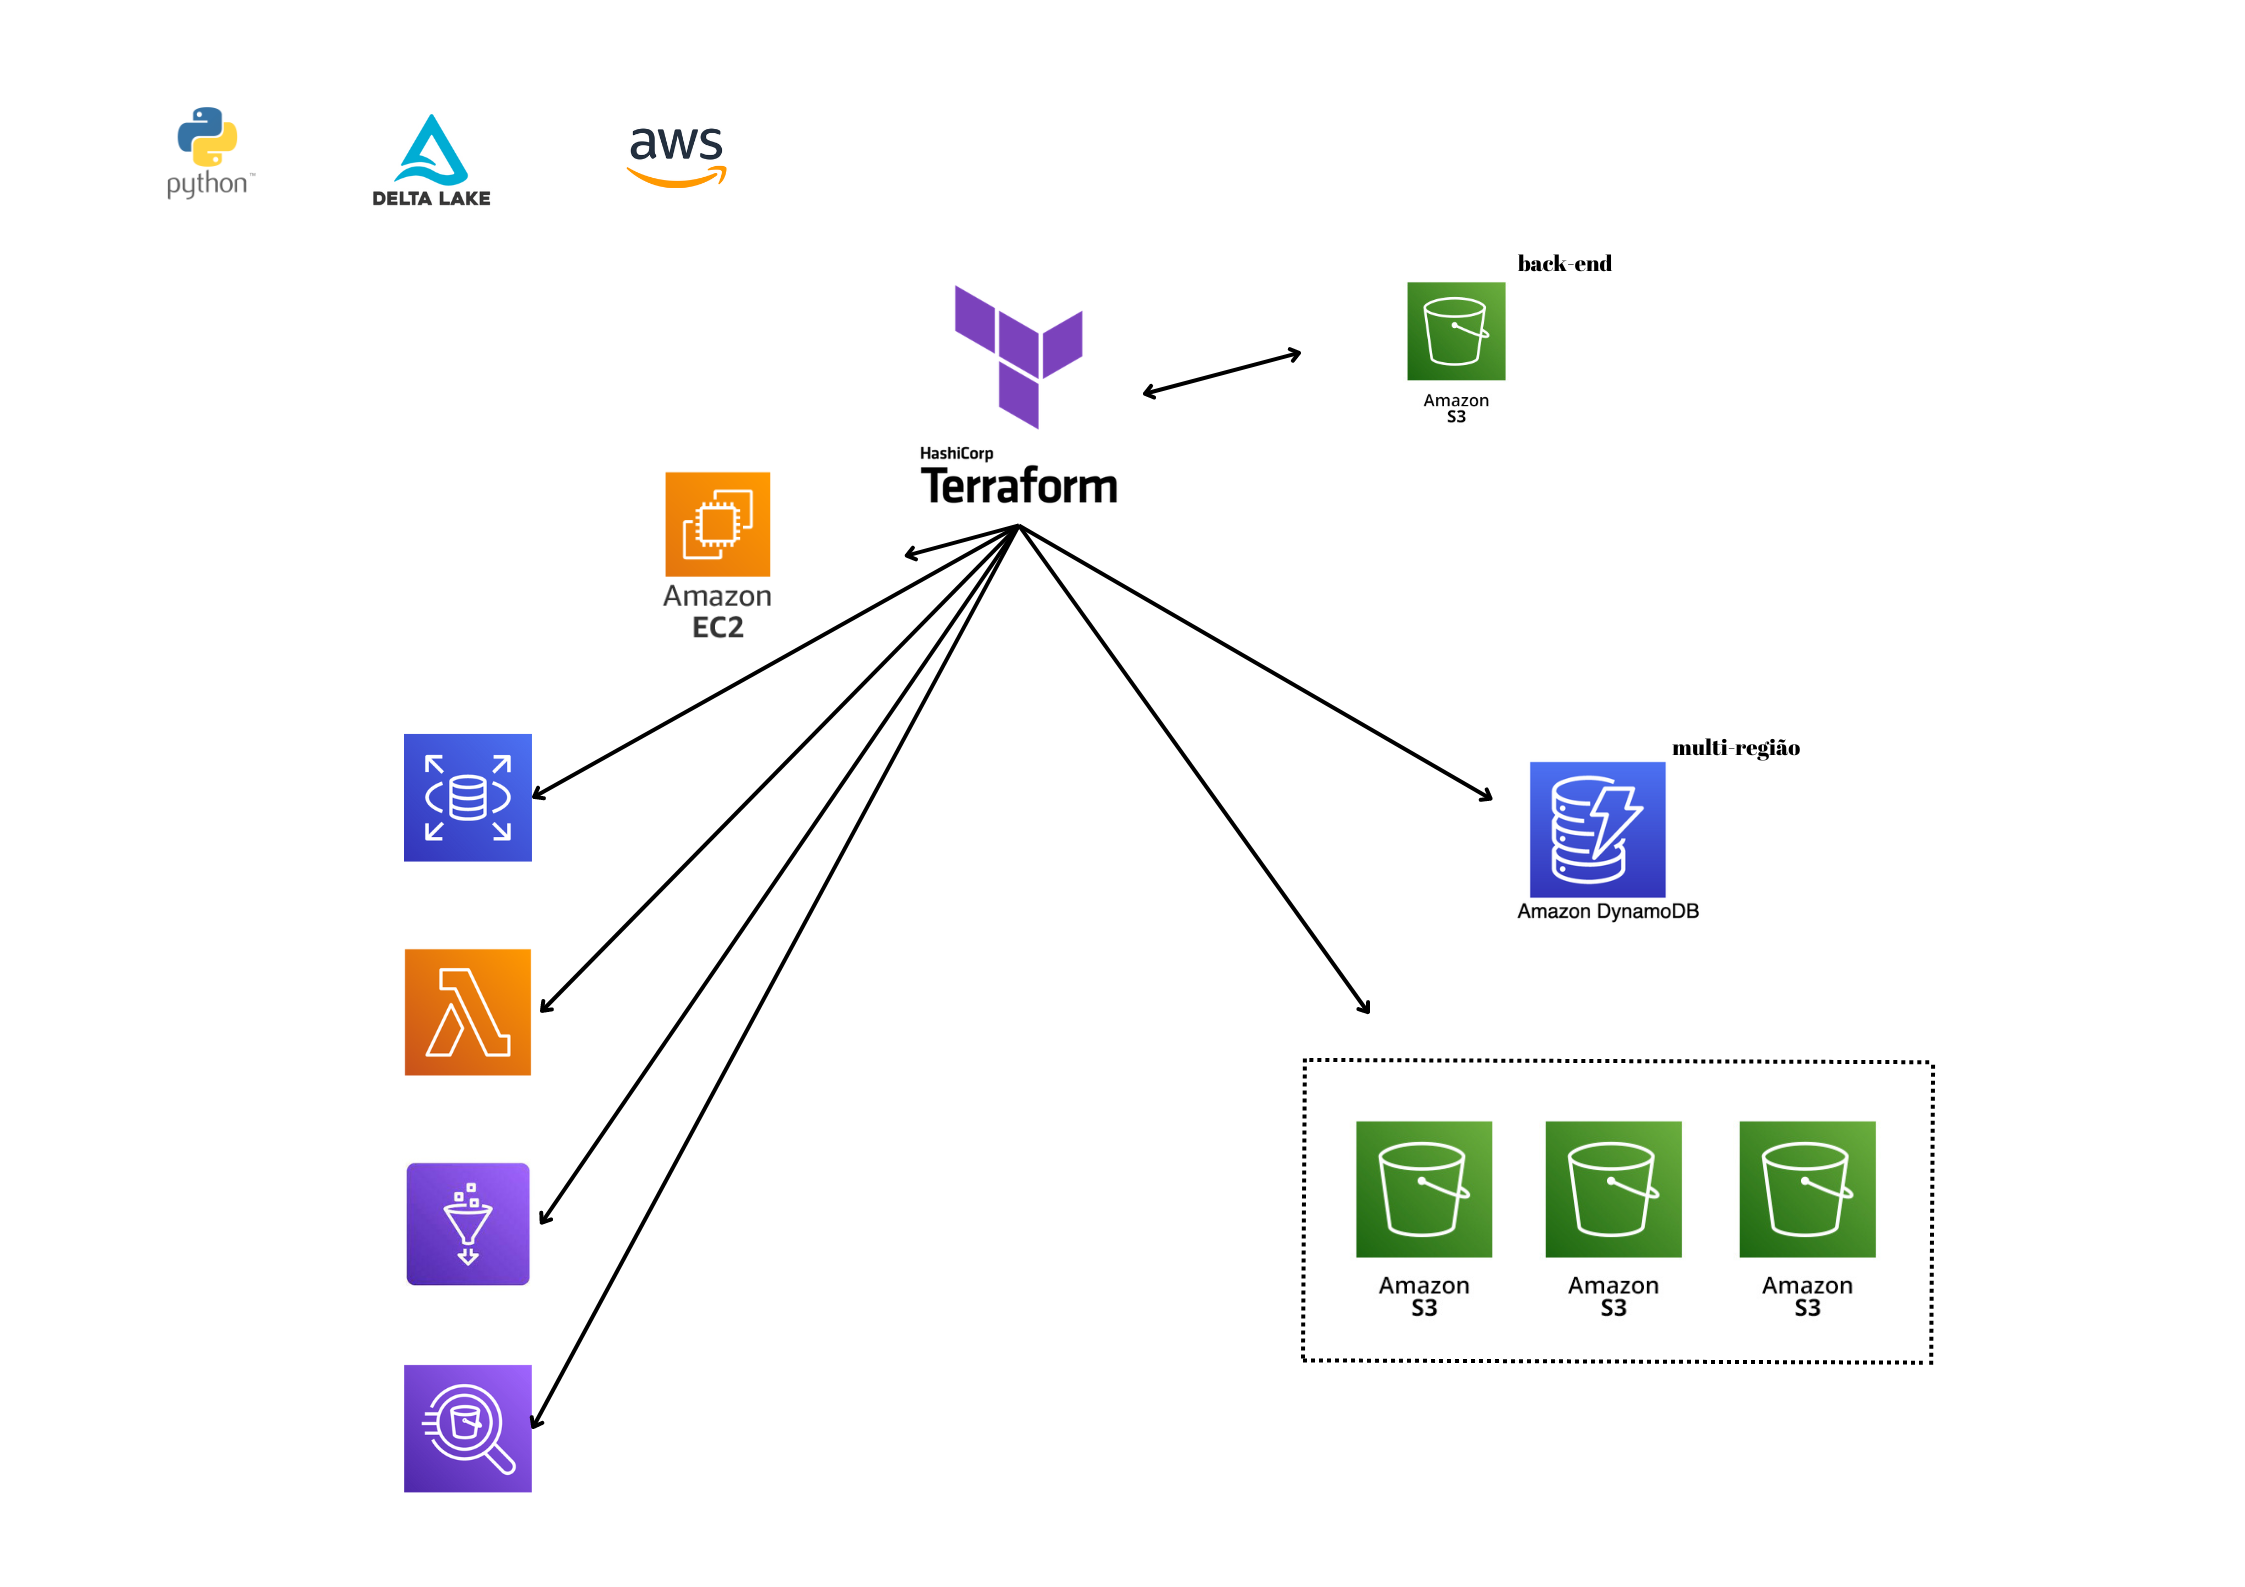 python™
DELTA LAKE
aws
back-end
Amazon
S3
HashiCorp
Terraform
Amazon
EC2
multi-região
Amazon DynamoDB
Amazon
S3
Amazon
S3
Amazon
S3